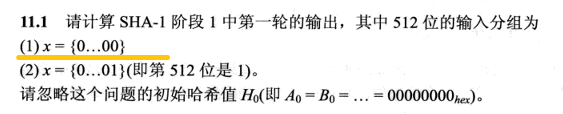 11.1 请计算 SHA-1 阶段 1 中第一轮的输出，其中 512 位的输入分组为
(1) x = {0…00}
(2) x = {0…01}(即第 512 位是 1)。
请忽略这个问题的初始哈希值 H₀(即 A₀ = B₀ = … = 00000000ₕₑₓ)。